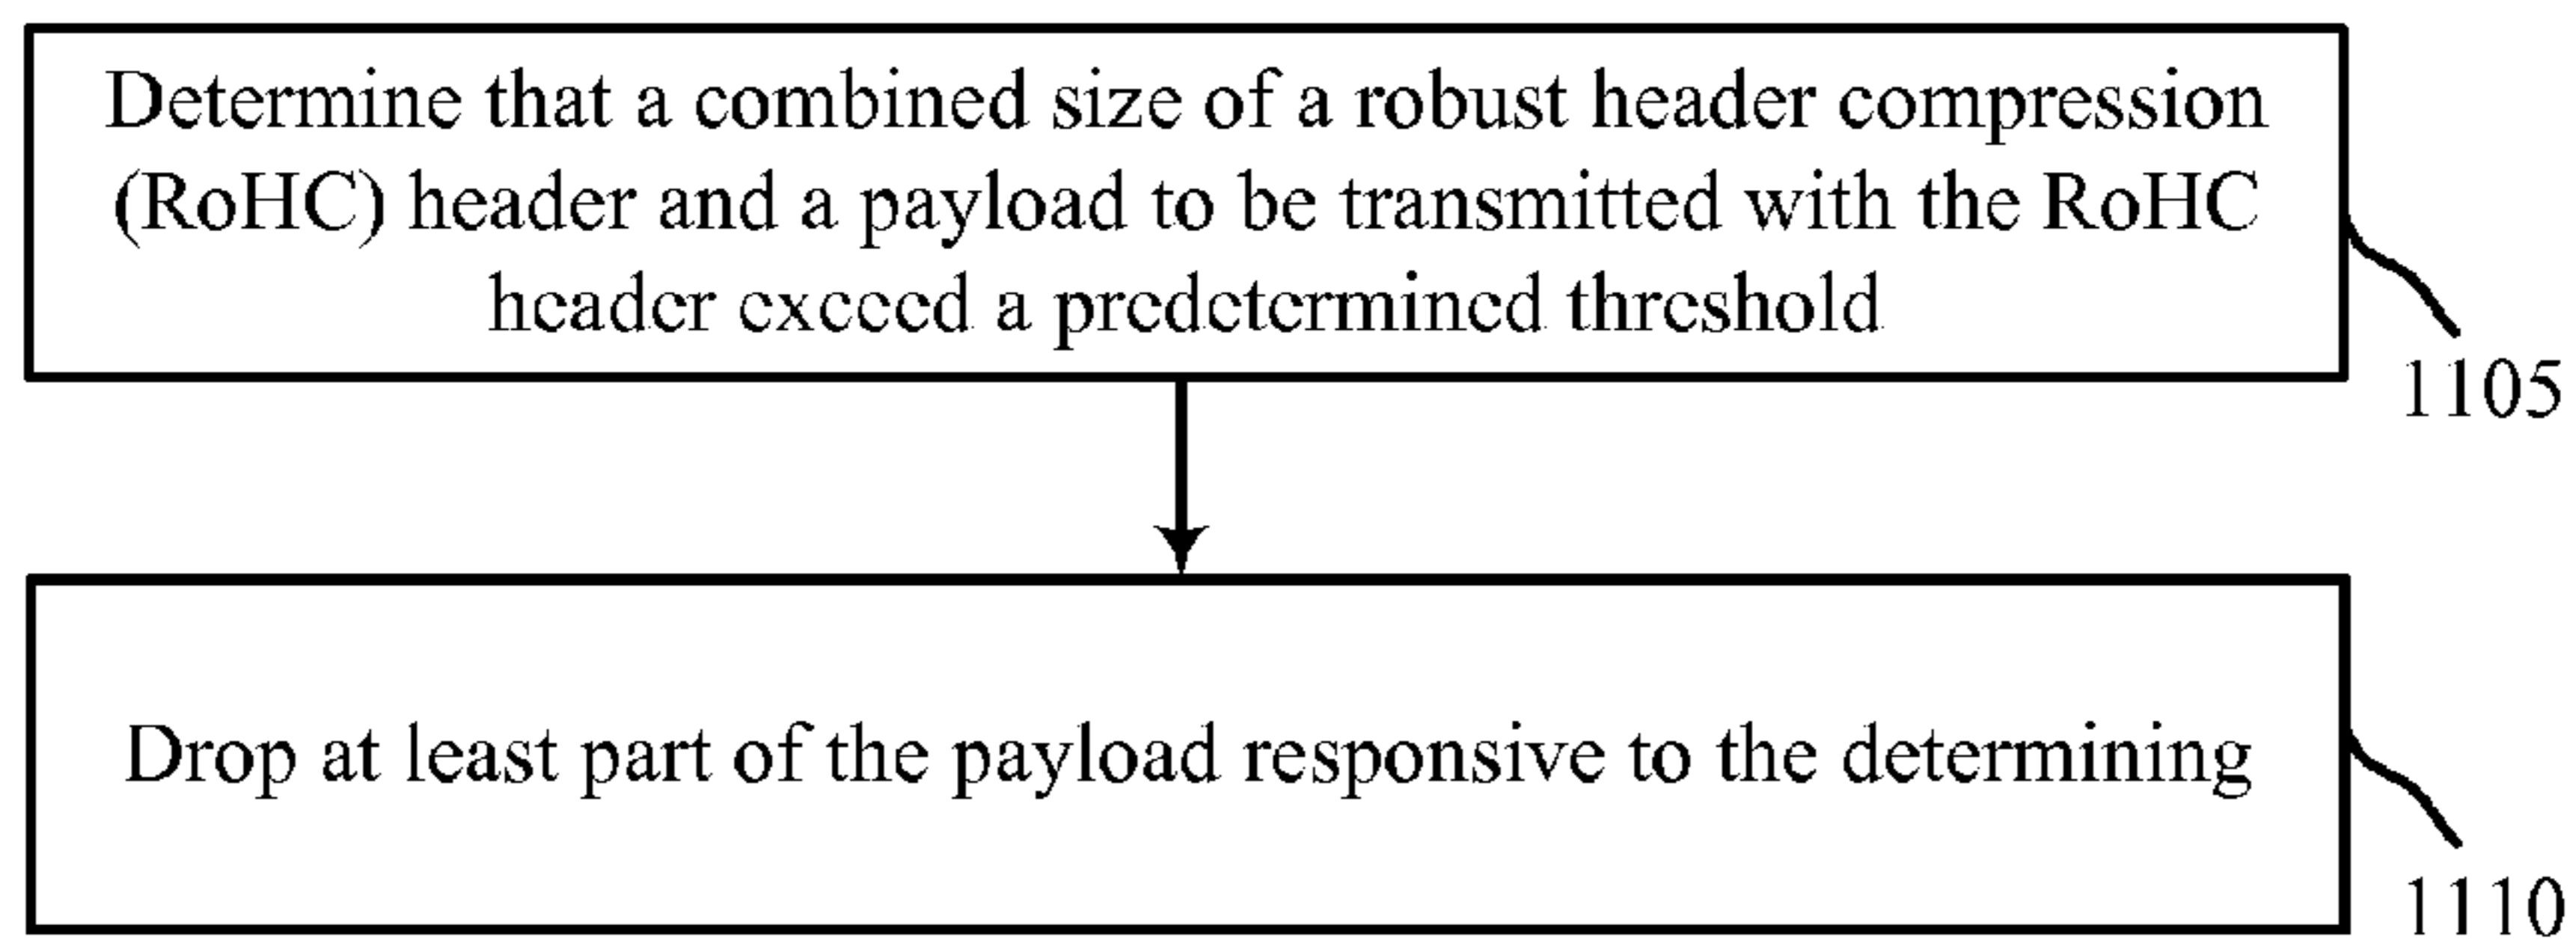 Determine that a combined size of a robust header compression
(RoHC) header and a payload to be transmitted with the RoHC
header exceed a predetermined threshold
1105
Drop at least part of the payload responsive to the determining
1110